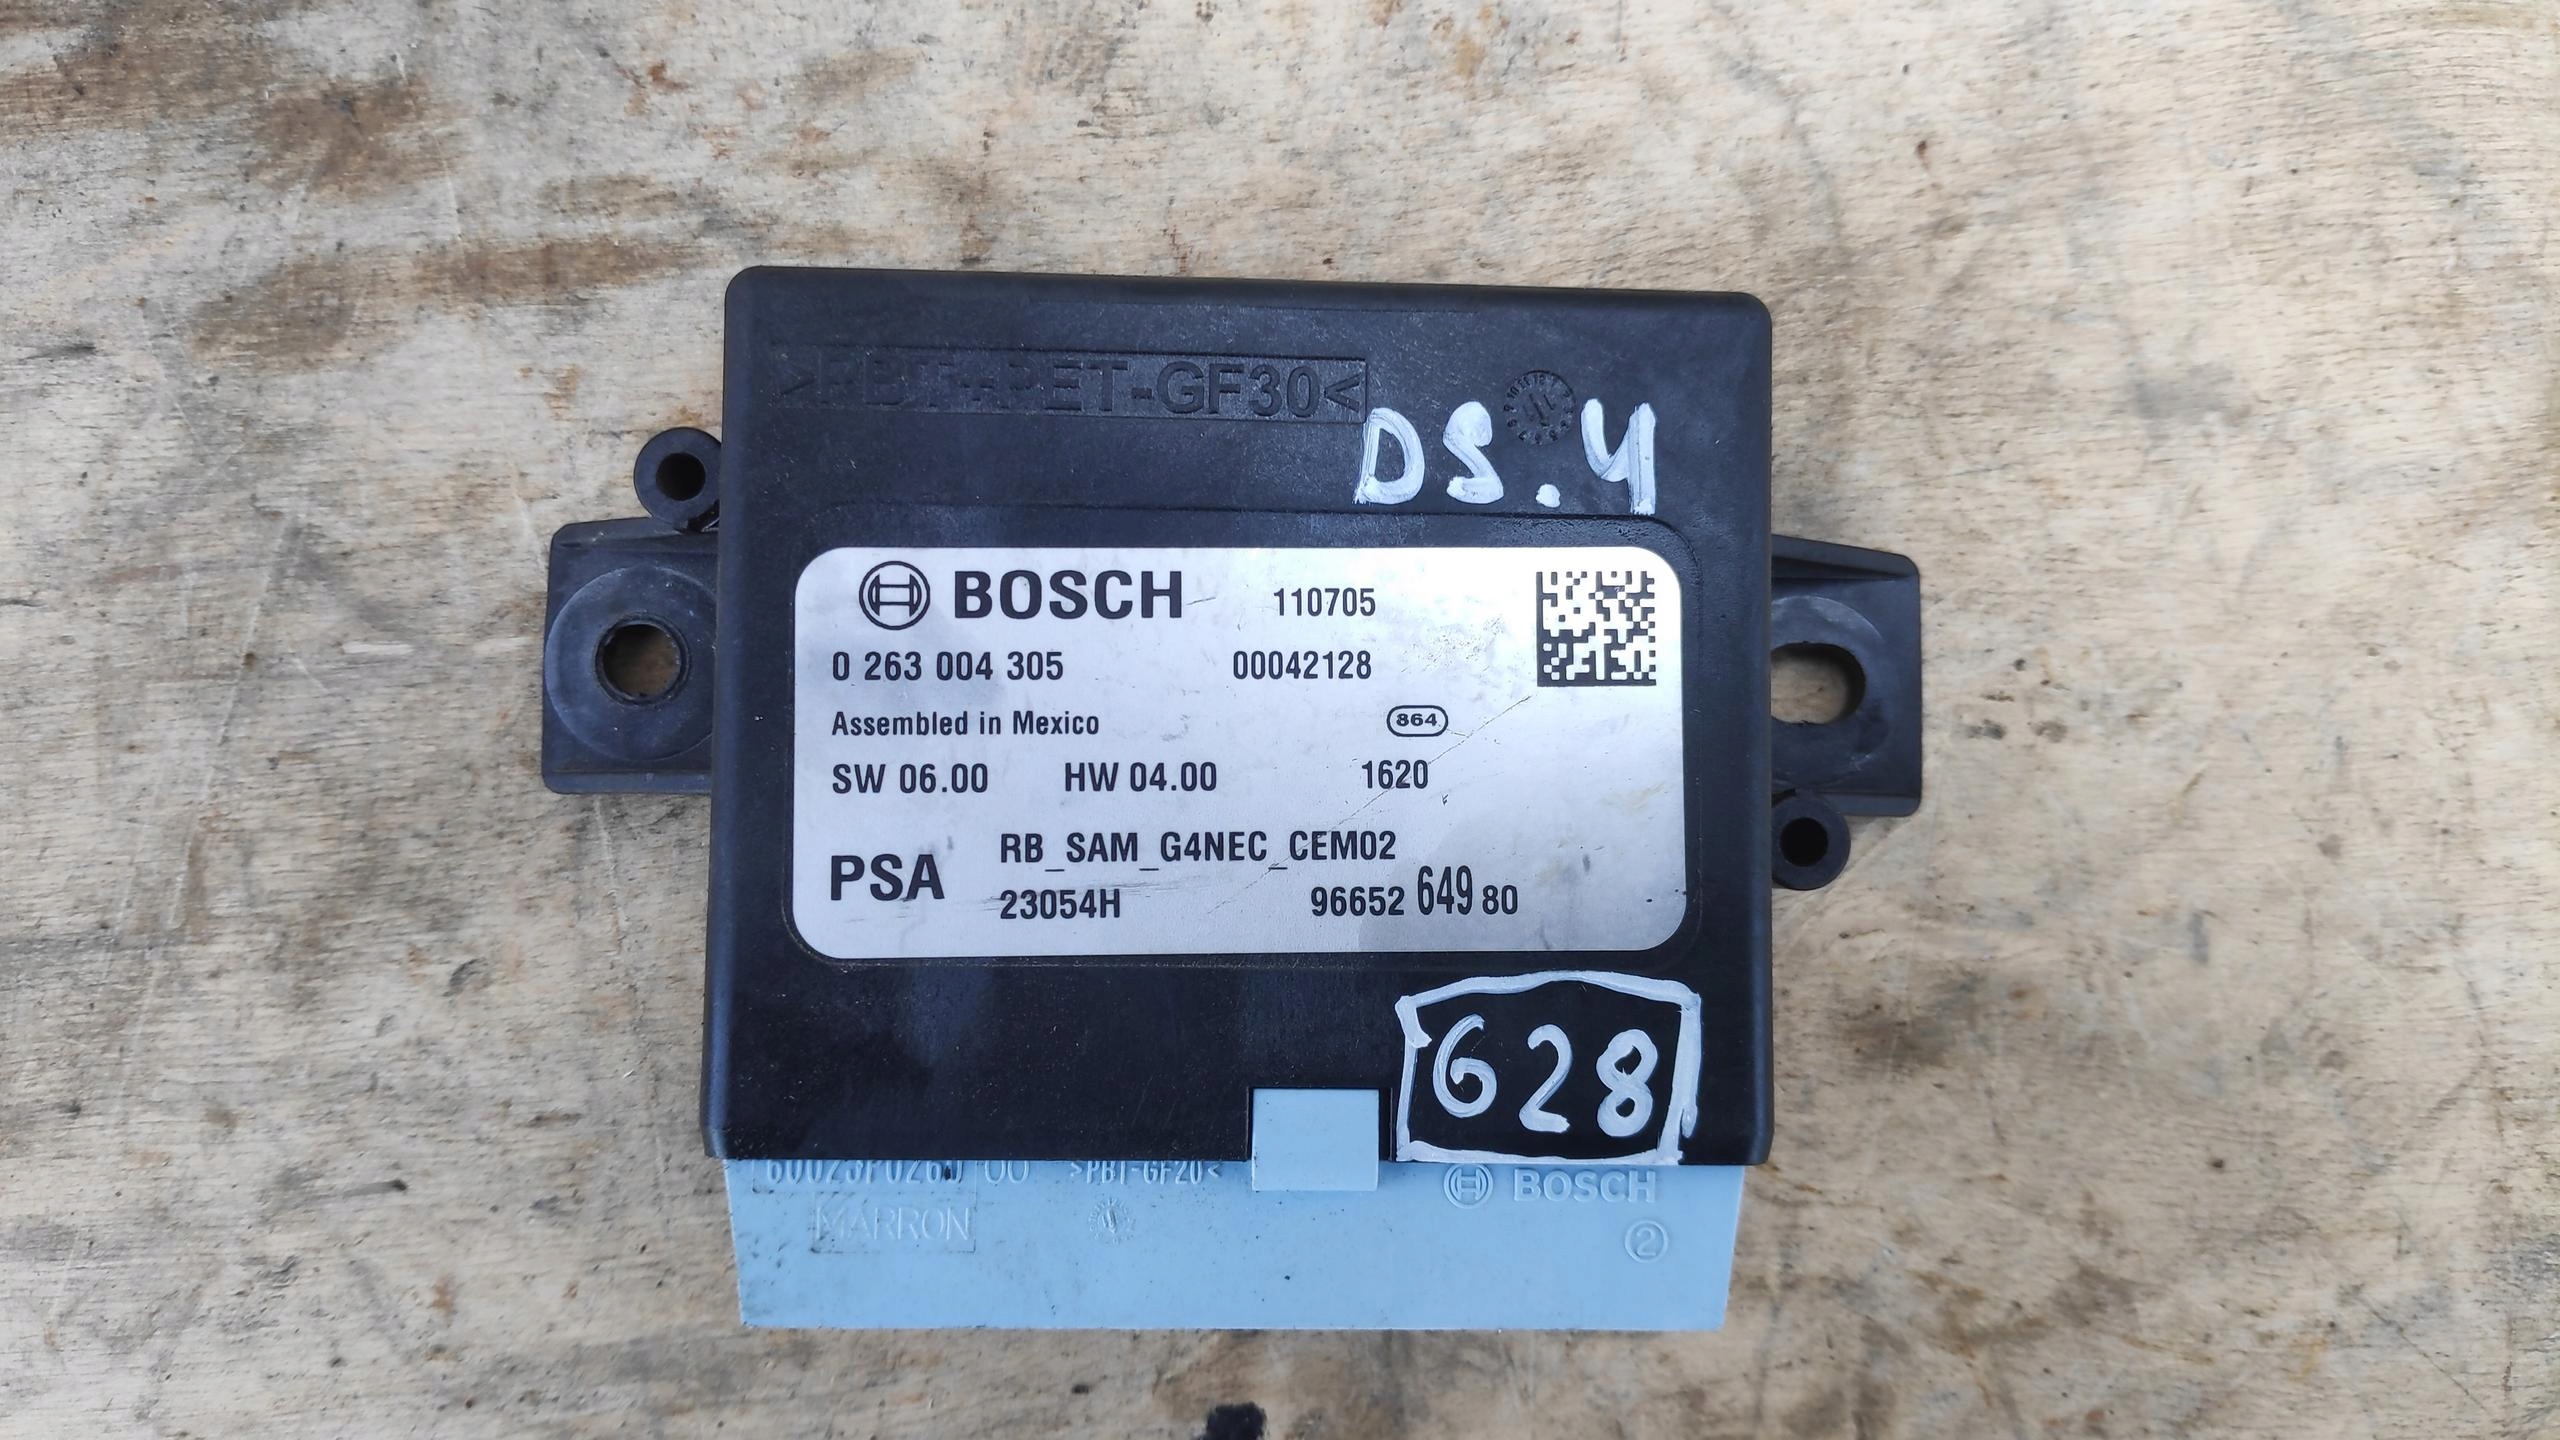 >PBT+PET-GF30<
DS.4
BOSCH 110705
0 263 004 305 00042128
Assembled in Mexico 864
SW 06.00 HW 04.00 1620
RB_SAM_G4NEC_CEM02
PSA
23054H 96652 649 80
628
>PBT-GF20<
BOSCH
MARRON
2